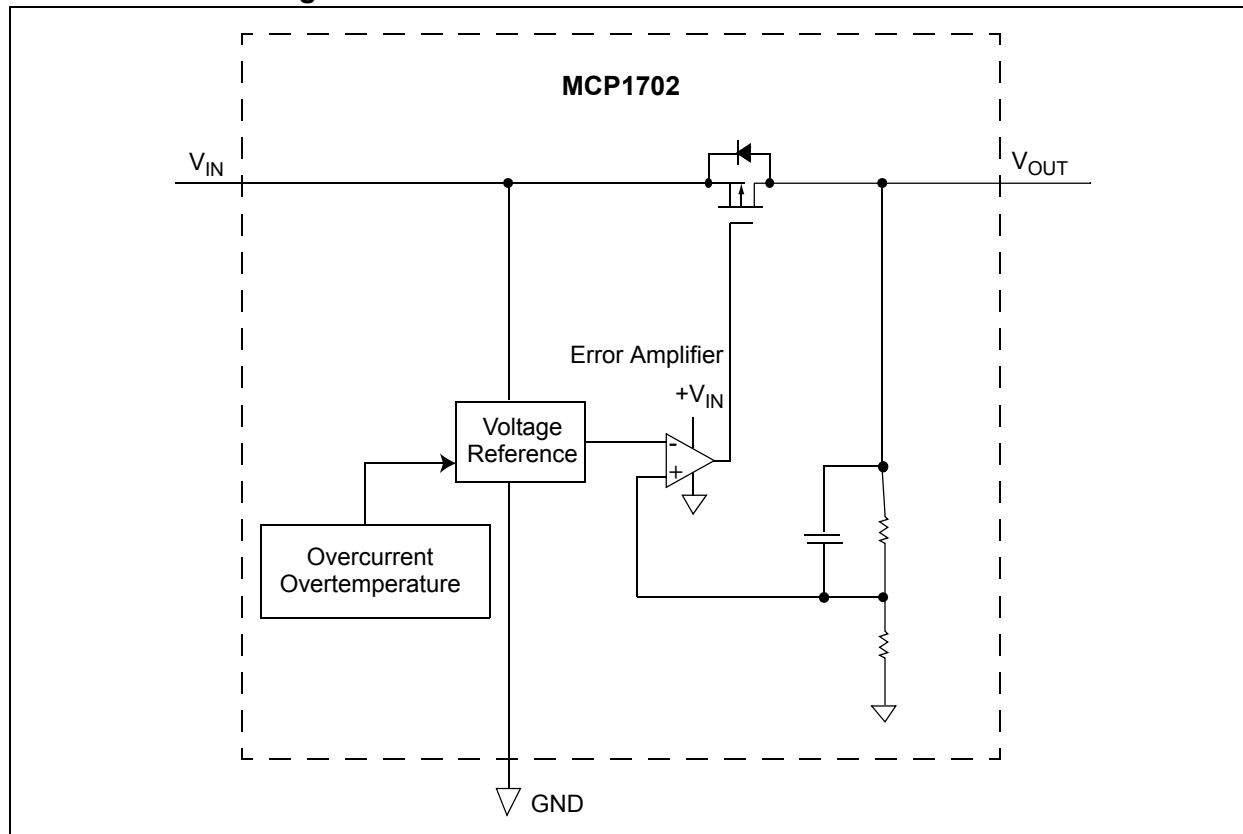 MCP1702
VIN
VOUT
Error Amplifier
+VIN
Voltage
Reference
-
+
Overcurrent
Overtemperature
GND